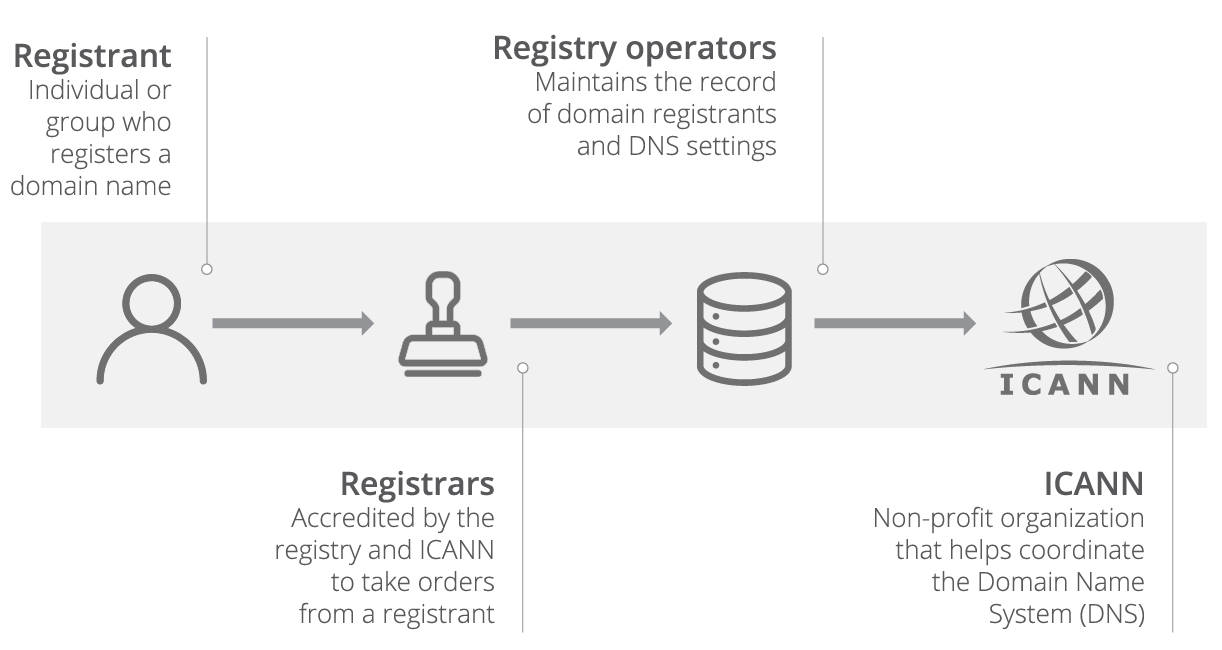 Registrant
Individual or
group who
registers a
domain name
Registry operators
Maintains the record
of domain registrants
and DNS settings
ICANN
Registrars
Accredited by the
registry and ICANN
to take orders
from a registrant
ICANN
Non-profit organization
that helps coordinate
the Domain Name
System (DNS)